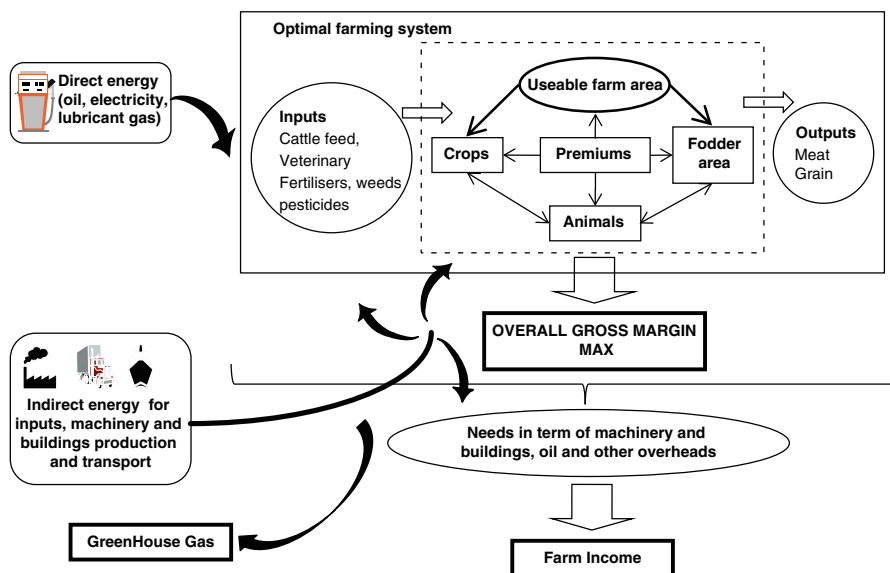 Optimal farming system
Direct energy
(oil, electricity,
lubricant gas)
Inputs
Cattle feed,
Veterinary
Fertilisers, weeds
pesticides
Useable farm area
Crops
Premiums
Fodder
area
Animals
Outputs
Meat
Grain
OVERALL GROSS MARGIN
MAX
Indirect energy for
inputs, machinery and
buildings production
and transport
Needs in term of machinery and
buildings, oil and other overheads
GreenHouse Gas
Farm Income